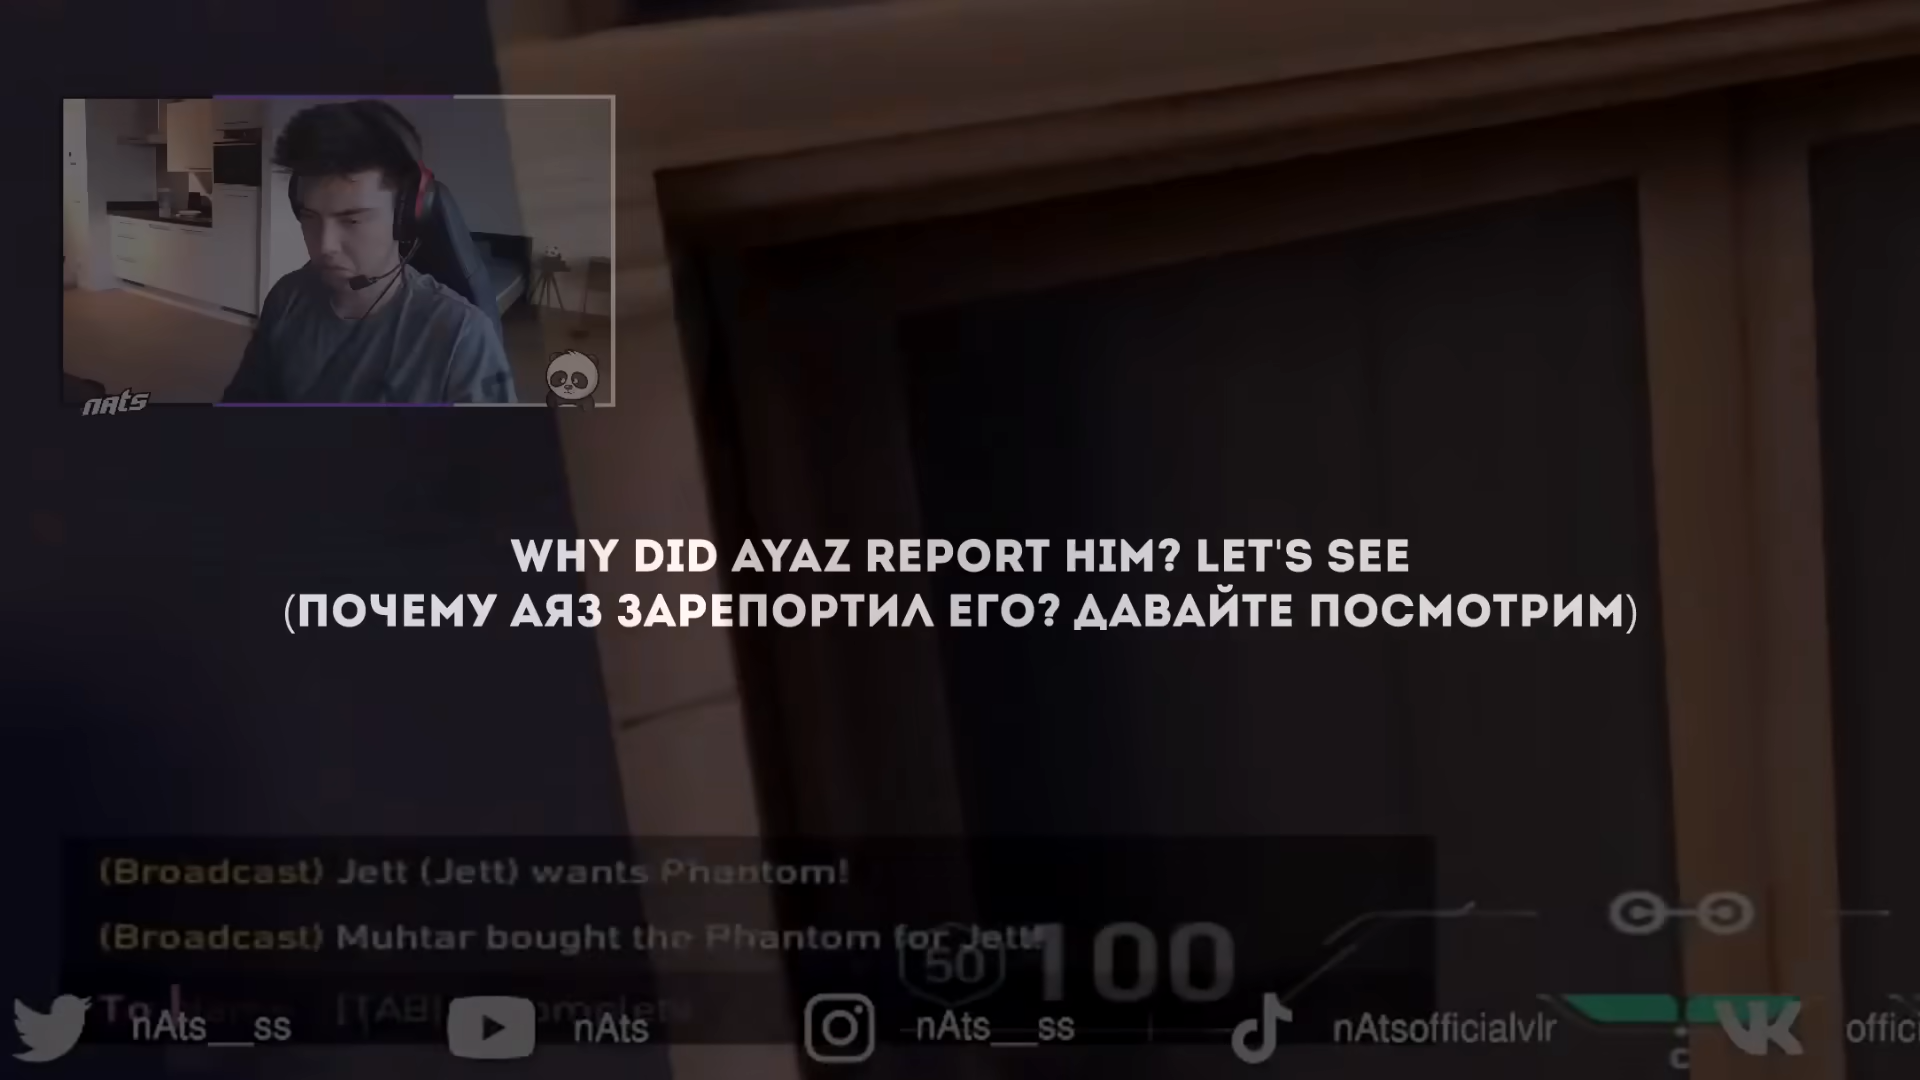 nAts
WHY DID AYAZ REPORT HIM? LET'S SEE
(ПОЧЕМУ АЯЗ ЗАРЕПОРТИЛ ЕГО? ДАВАЙТЕ ПОСМОТРИМ)
(Broadcast) Jett (Jett) wants Phantom!
(Broadcast) Muhtar bought the Phantom for Jett!
50 100
[TAB]
nAts__ss nAts nAts__ss nAtsofficialvlr